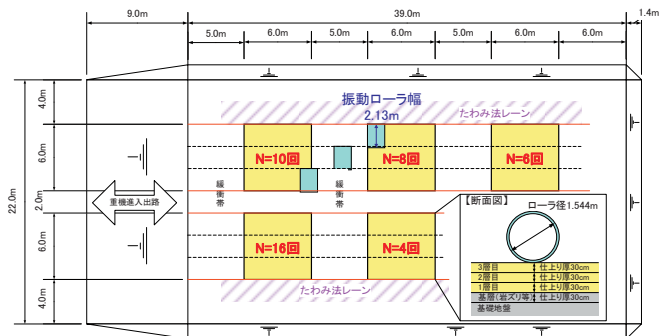 9.0m
39.0m
1.4m
5.0m
6.0m
5.0m
6.0m
5.0m
6.0m
6.0m
4.0m
6.0m
2.0m
6.0m
4.0m
22.0m
振動ローラ幅
2.13m
たわみ法レーン
N=10回
N=8回
N=6回
緩衝帯
緩衝帯
重機進入出路
N=16回
N=4回
たわみ法レーン
【断面図】
ローラ径1.544m
3層目 仕上り厚30cm
2層目 仕上り厚30cm
1層目 仕上り厚30cm
基層(岩ズリ等) 仕上り厚30cm
基礎地盤